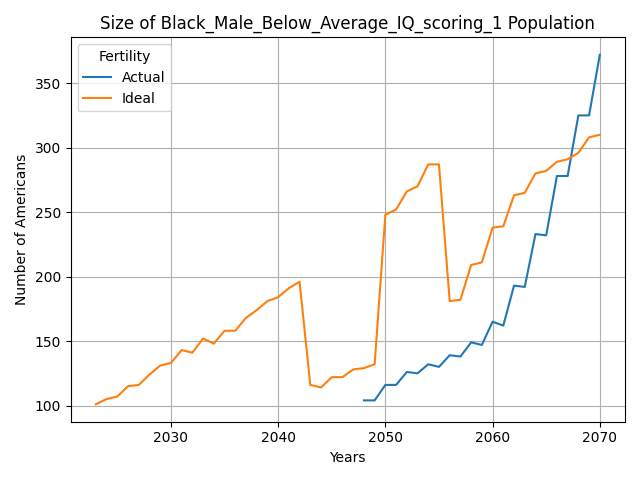 Size of Black_Male_Below_Average_IQ_scoring_1 Population
Fertility
Actual
Ideal
Number of Americans
350
300
250
200
150
100
2030 2040 2050 2060 2070
Years